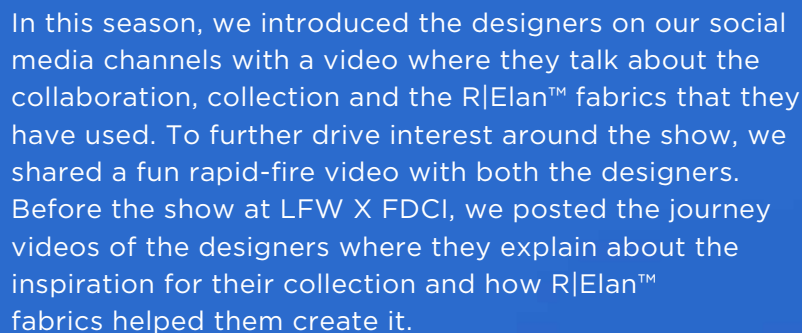 In this season, we introduced the designers on our social
media channels with a video where they talk about the
collaboration, collection and the R|Elan™ fabrics that they
have used. To further drive interest around the show, we
shared a fun rapid-fire video with both the designers.
Before the show at LFW X FDCI, we posted the journey
videos of the designers where they explain about the
inspiration for their collection and how R|Elan™
fabrics helped them create it.